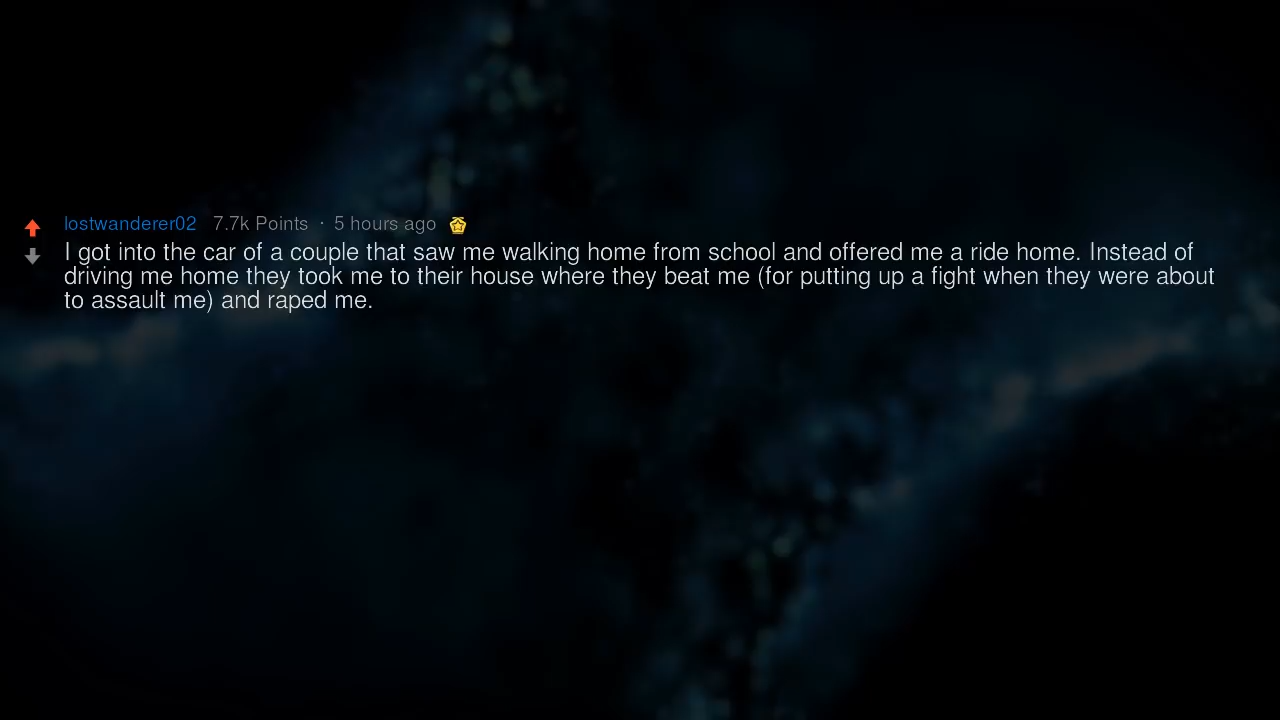 lostwanderer02 7.7k Points · 5 hours ago
I got into the car of a couple that saw me walking home from school and offered me a ride home. Instead of
driving me home they took me to their house where they beat me (for putting up a fight when they were about
to assault me) and raped me.